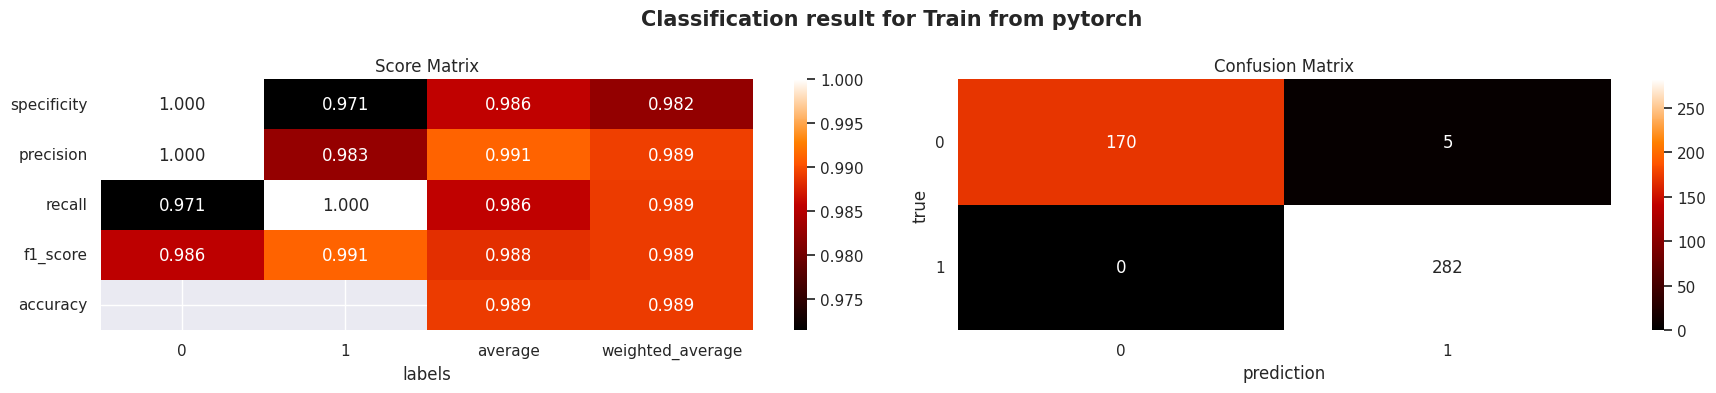 Classification result for Train from pytorch
Score Matrix
specificity 1.000 0.971 0.986 0.982
precision 1.000 0.983 0.991 0.989
recall 0.971 1.000 0.986 0.989
f1_score 0.986 0.991 0.988 0.989
accuracy 0.989 0.989
0 1 average weighted_average
labels
1.000
0.995
0.990
0.985
0.980
0.975
Confusion Matrix
0 170 5
1 0 282
true
0 1
prediction
250
200
150
100
50
0